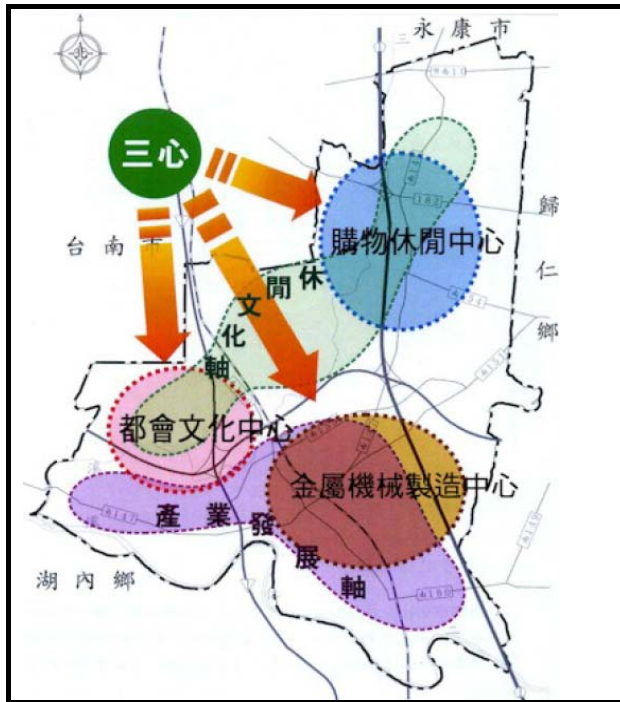 永康市
北
三心
歸仁鄉
台南市
購物休閒中心
休閒文化軸
都會文化中心
金屬機械製造中心
產業發展軸
湖內鄉
182